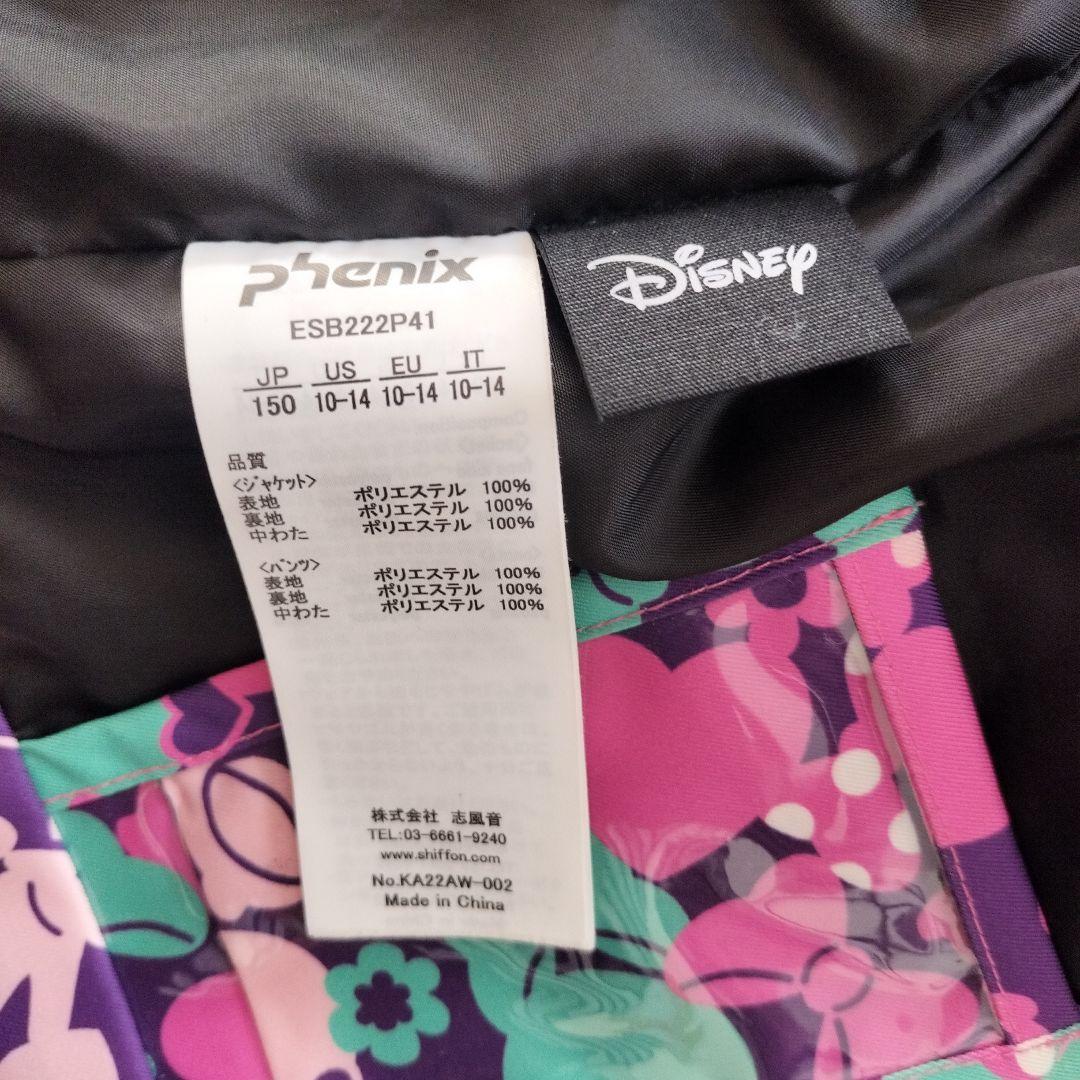 phenix
Disney
ESB222P41
JP US EU IT
150 10-14 10-14 10-14
品質
<ジャケット>
表地 ポリエステル 100%
裏地 ポリエステル 100%
中わた ポリエステル 100%
<パンツ>
表地 ポリエステル 100%
裏地 ポリエステル 100%
中わた ポリエステル 100%
株式会社 志風音
TEL:03-6661-9240
www.shiffon.com
No.KA22AW-002
Made in China